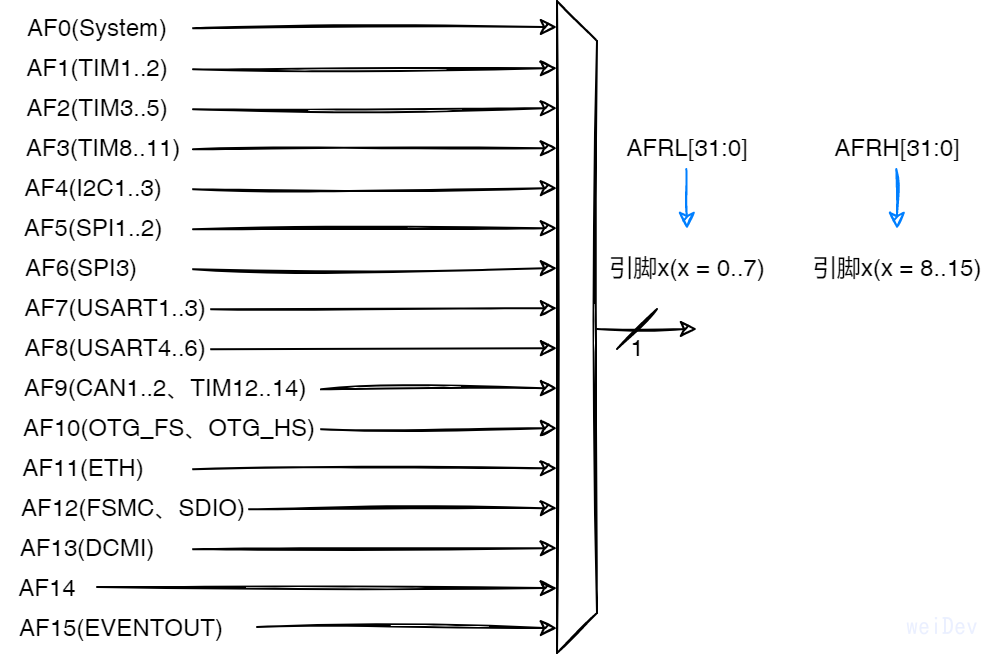 AF0(System)
AF1(TIM1..2)
AF2(TIM3..5)
AF3(TIM8..11)
AF4(I2C1..3)
AF5(SPI1..2)
AF6(SPI3)
AF7(USART1..3)
AF8(USART4..6)
AF9(CAN1..2、TIM12..14)
AF10(OTG_FS、OTG_HS)
AF11(ETH)
AF12(FSMC、SDIO)
AF13(DCMI)
AF14
AF15(EVENTOUT)
AFRL[31:0]
引脚x(x = 0..7)
AFRH[31:0]
引脚x(x = 8..15)
1
weiDev